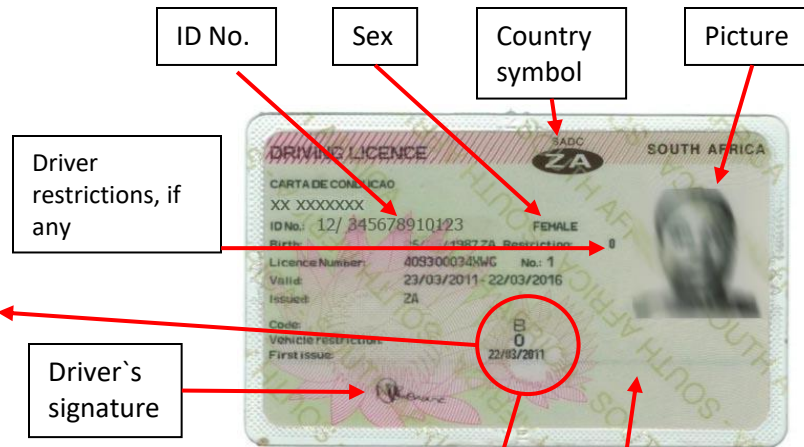 ID No.
Sex
Country
symbol
Picture
Driver
restrictions, if
any
Driver`s
signature
SADC
ZA
DRIVING LICENCE
SOUTH AFRICA
CARTA DE CONDUCAO
XX XXXXXXX
ID No.: 12/ 345678910123 FEMALE
Birth: 1987 ZA Restriction: 0
Licence Number: No.: 1
Valid: 23/03/2011-22/03/2016
Issued: ZA
Code: B
Vehicle restriction: 0
First issue: 22/03/2011